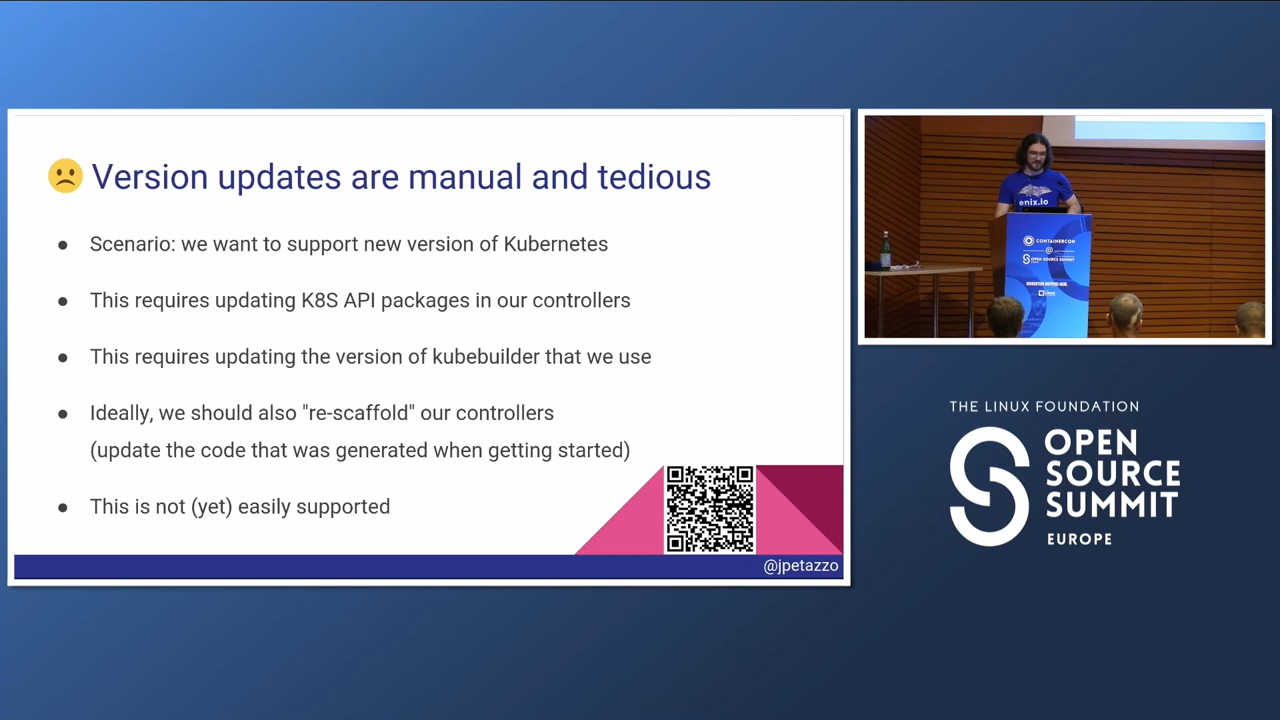 Version updates are manual and tedious
● Scenario: we want to support new version of Kubernetes
● This requires updating K8S API packages in our controllers
● This requires updating the version of kubebuilder that we use
● Ideally, we should also "re-scaffold" our controllers
(update the code that was generated when getting started)
● This is not (yet) easily supported
@jpetazzo
enix.io
CONTAINERCON
@
OPEN SOURCE SUMMIT
THE LINUX FOUNDATION
OPEN
SOURCE
SUMMIT
EUROPE